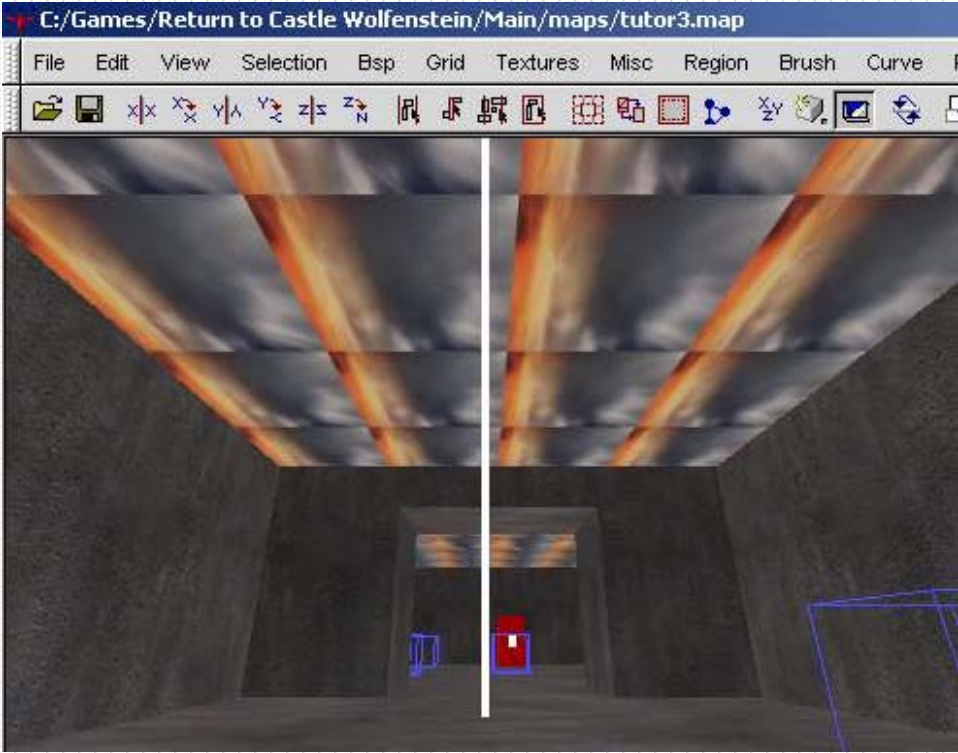 C:/Games/Return to Castle Wolfenstein/Main/maps/tutor3.map
File Edit View Selection Bsp Grid Textures Misc Region Brush Curve
X|X X Y|Y Y Z|Z Z N X Y Z